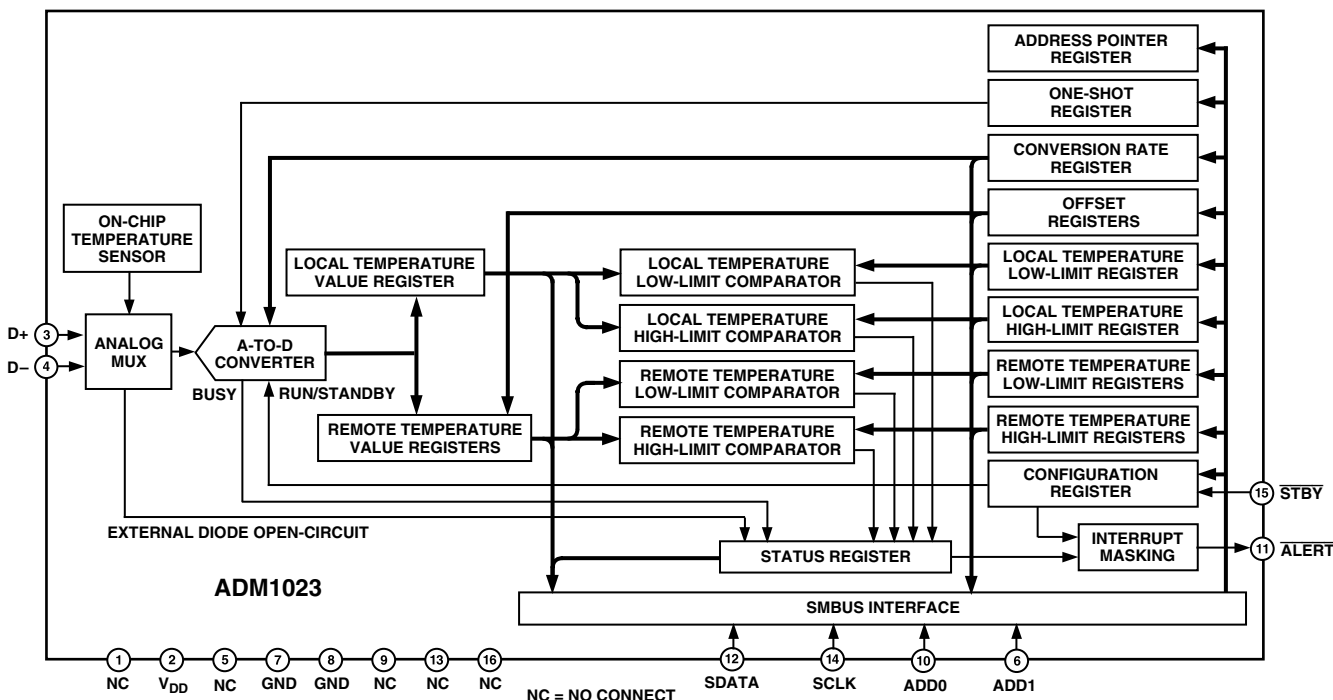 ADDRESS POINTER
REGISTER
ONE-SHOT
REGISTER
CONVERSION RATE
REGISTER
OFFSET
REGISTERS
ON-CHIP
TEMPERATURE
SENSOR
LOCAL TEMPERATURE
VALUE REGISTER
LOCAL TEMPERATURE
LOW-LIMIT COMPARATOR
LOCAL TEMPERATURE
LOW-LIMIT REGISTER
D+ 3
D– 4
ANALOG
MUX
A-TO-D
CONVERTER
LOCAL TEMPERATURE
HIGH-LIMIT COMPARATOR
LOCAL TEMPERATURE
HIGH-LIMIT REGISTER
BUSY
RUN/STANDBY
REMOTE TEMPERATURE
LOW-LIMIT COMPARATOR
REMOTE TEMPERATURE
LOW-LIMIT REGISTERS
REMOTE TEMPERATURE
VALUE REGISTERS
REMOTE TEMPERATURE
HIGH-LIMIT COMPARATOR
REMOTE TEMPERATURE
HIGH-LIMIT REGISTERS
CONFIGURATION
REGISTER
15 STBY
EXTERNAL DIODE OPEN-CIRCUIT
STATUS REGISTER
INTERRUPT
MASKING
11 ALERT
ADM1023
SMBUS INTERFACE
1 2 5 7 8 9 13 16 12 14 10 6
NC VDD NC GND GND NC NC NC SDATA SCLK ADD0 ADD1
NC = NO CONNECT